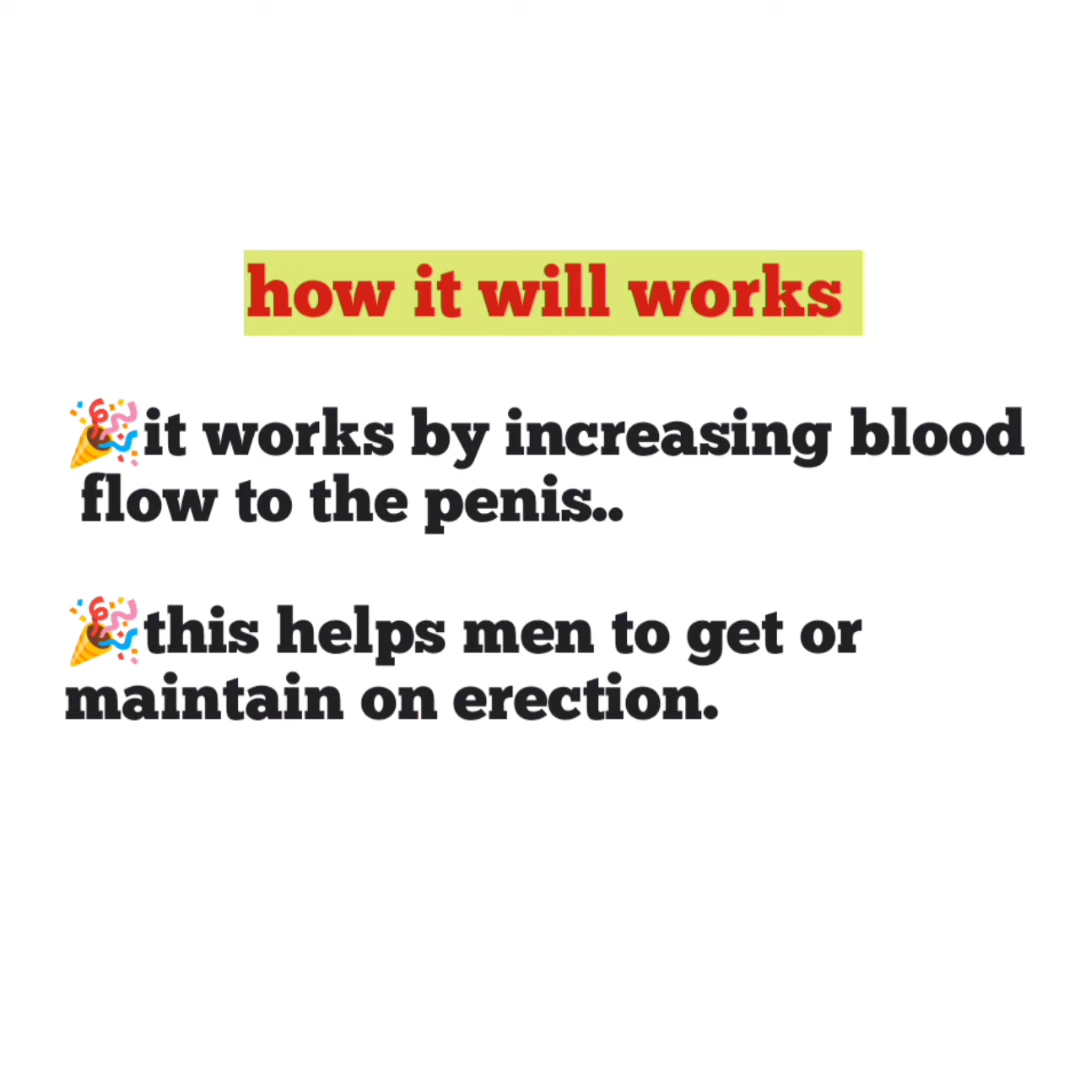 how it will works
🎉it works by increasing blood
flow to the penis..
🎉this helps men to get or
maintain on erection.